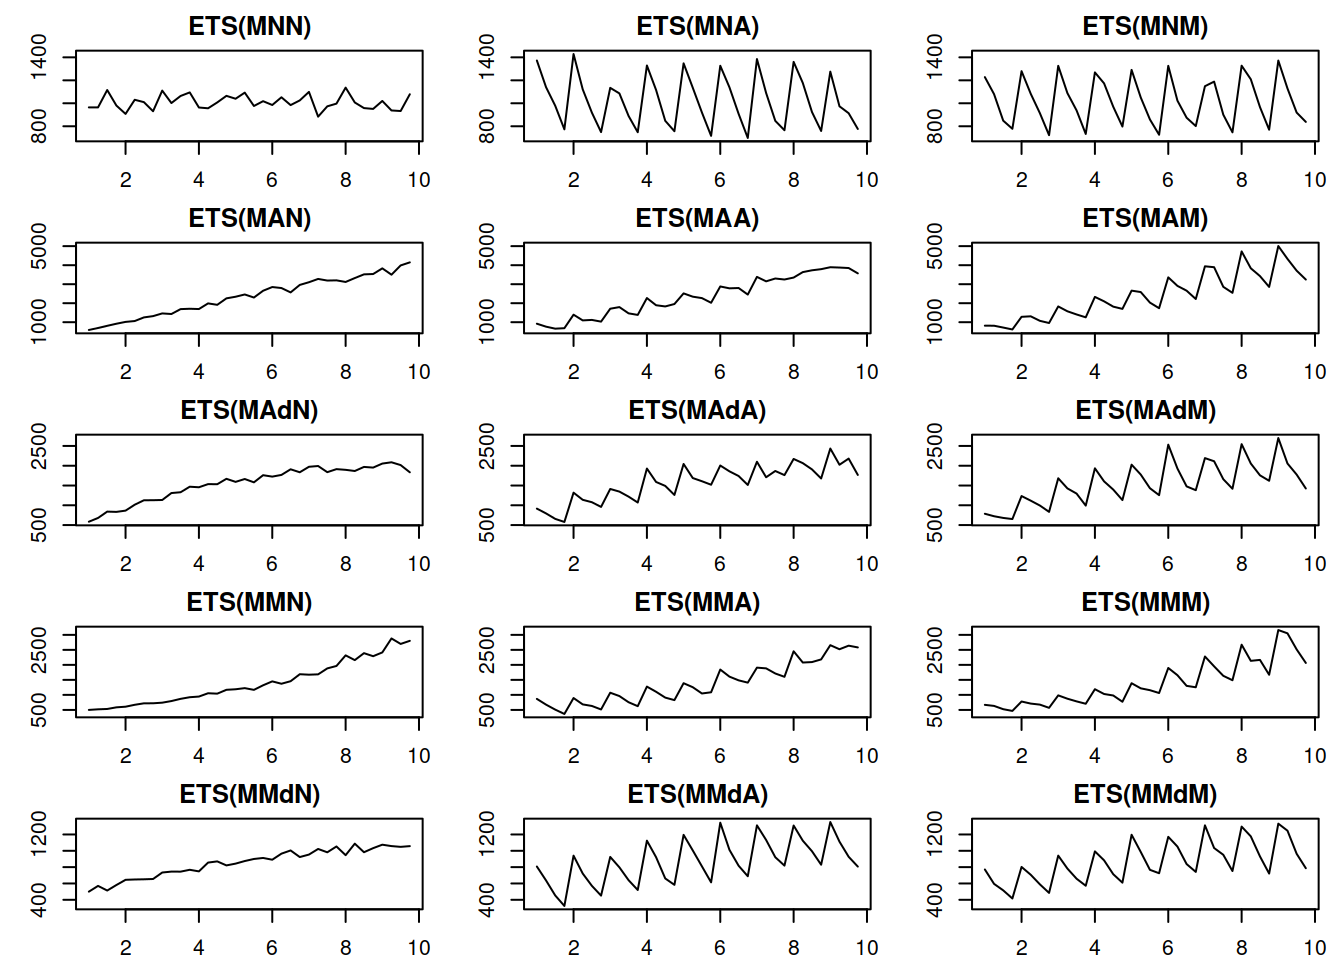 ETS(MNN) ETS(MNA) ETS(MNM)
800 1400 800 1400 800 1400
2 4 6 8 10 2 4 6 8 10 2 4 6 8 10
ETS(MAN) ETS(MAA) ETS(MAM)
1000 5000 1000 5000 1000 5000
2 4 6 8 10 2 4 6 8 10 2 4 6 8 10
ETS(MAdN) ETS(MAdA) ETS(MAdM)
500 2500 500 2500 500 2500
2 4 6 8 10 2 4 6 8 10 2 4 6 8 10
ETS(MMN) ETS(MMA) ETS(MMM)
500 2500 500 2500 500 2500
2 4 6 8 10 2 4 6 8 10 2 4 6 8 10
ETS(MMdN) ETS(MMdA) ETS(MMdM)
400 1200 400 1200 400 1200
2 4 6 8 10 2 4 6 8 10 2 4 6 8 10